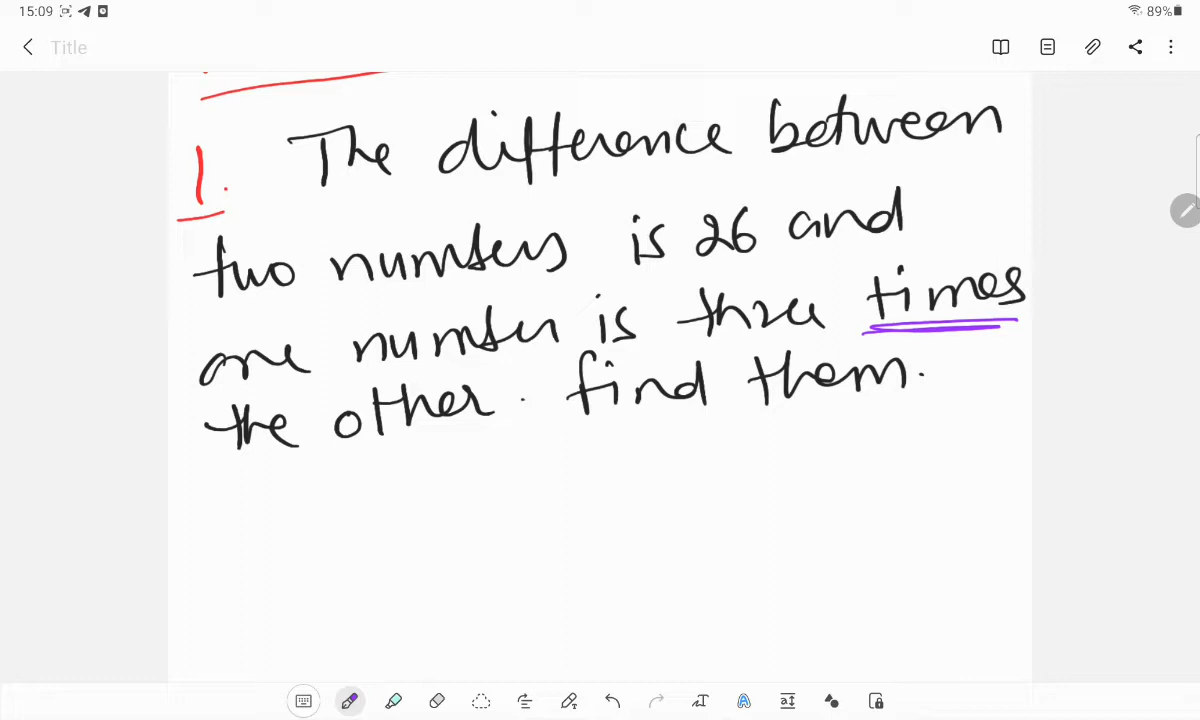 15:09 89%
Title
1. The difference between
two numbers is 26 and
one number is three times
the other. find them.